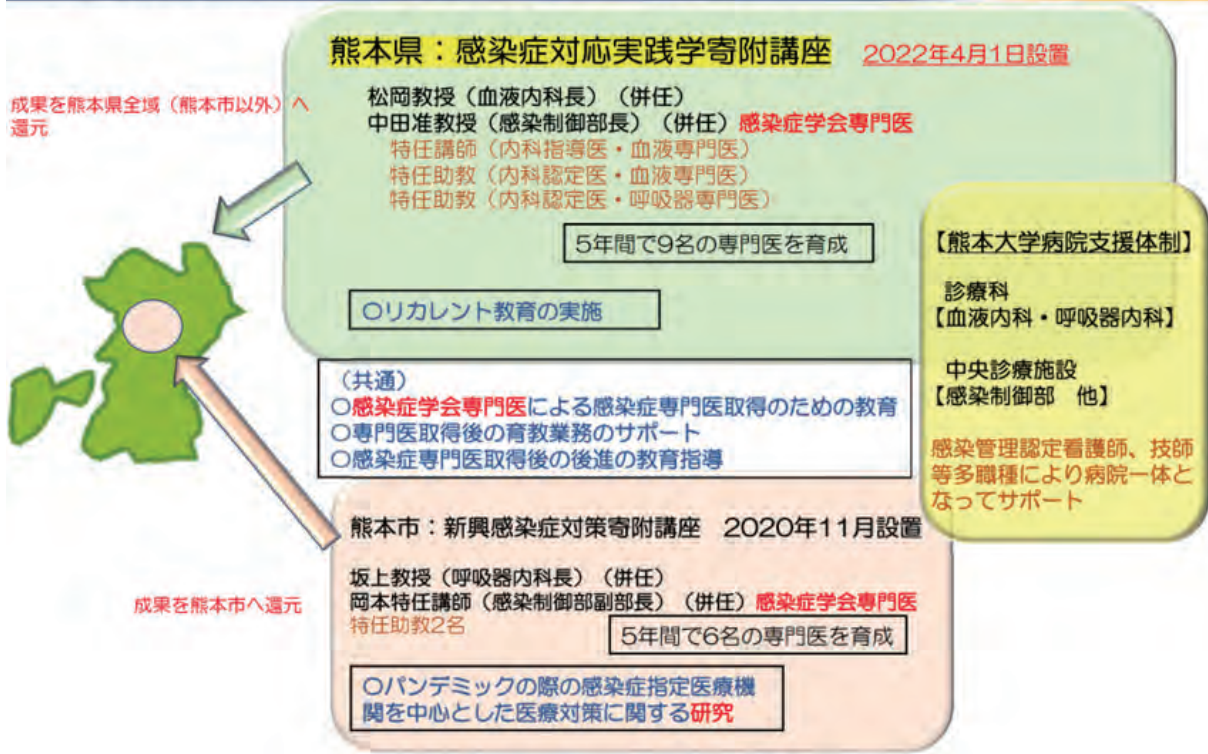 熊本県：感染症対応実践学寄附講座　2022年4月1日設置
成果を熊本県全域（熊本市以外）へ
還元
松岡教授（血液内科長）（併任）
中田准教授（感染制御部長）（併任）感染症学会専門医
特任講師（内科指導医・血液専門医）
特任助教（内科認定医・血液専門医）
特任助教（内科認定医・呼吸器専門医）
5年間で9名の専門医を育成
〇リカレント教育の実施
【熊本大学病院支援体制】
診療科
【血液内科・呼吸器内科】
中央診療施設
【感染制御部　他】
感染管理認定看護師、技師
等多職種により病院一体と
なってサポート
（共通）
〇感染症学会専門医による感染症専門医取得のための教育
〇専門医取得後の育教業務のサポート
〇感染症専門医取得後の後進の教育指導
熊本市：新興感染症対策寄附講座　2020年11月設置
坂上教授（呼吸器内科長）（併任）
岡本特任講師（感染制御部副部長）（併任）感染症学会専門医
特任助教2名
5年間で6名の専門医を育成
成果を熊本市へ還元
〇パンデミックの際の感染症指定医療機
関を中心とした医療対策に関する研究